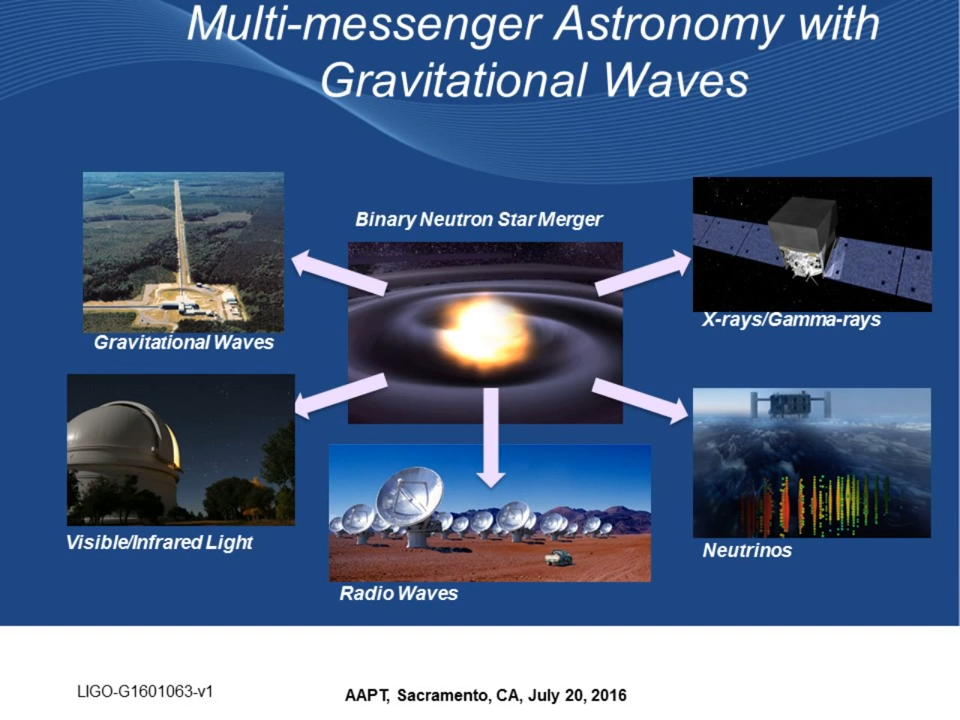 Multi-messenger Astronomy with
Gravitational Waves
Binary Neutron Star Merger
Gravitational Waves
X-rays/Gamma-rays
Visible/Infrared Light
Radio Waves
Neutrinos
LIGO-G1601063-v1
AAPT, Sacramento, CA, July 20, 2016